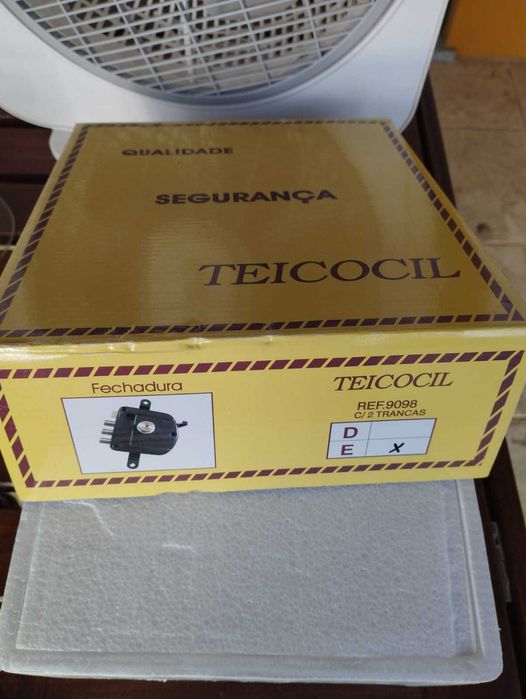 QUALIDADE
SEGURANÇA
TEICOCIL
Fechadura
TEICOCIL
REF.9098
C/ 2 TRANCAS
D
E X